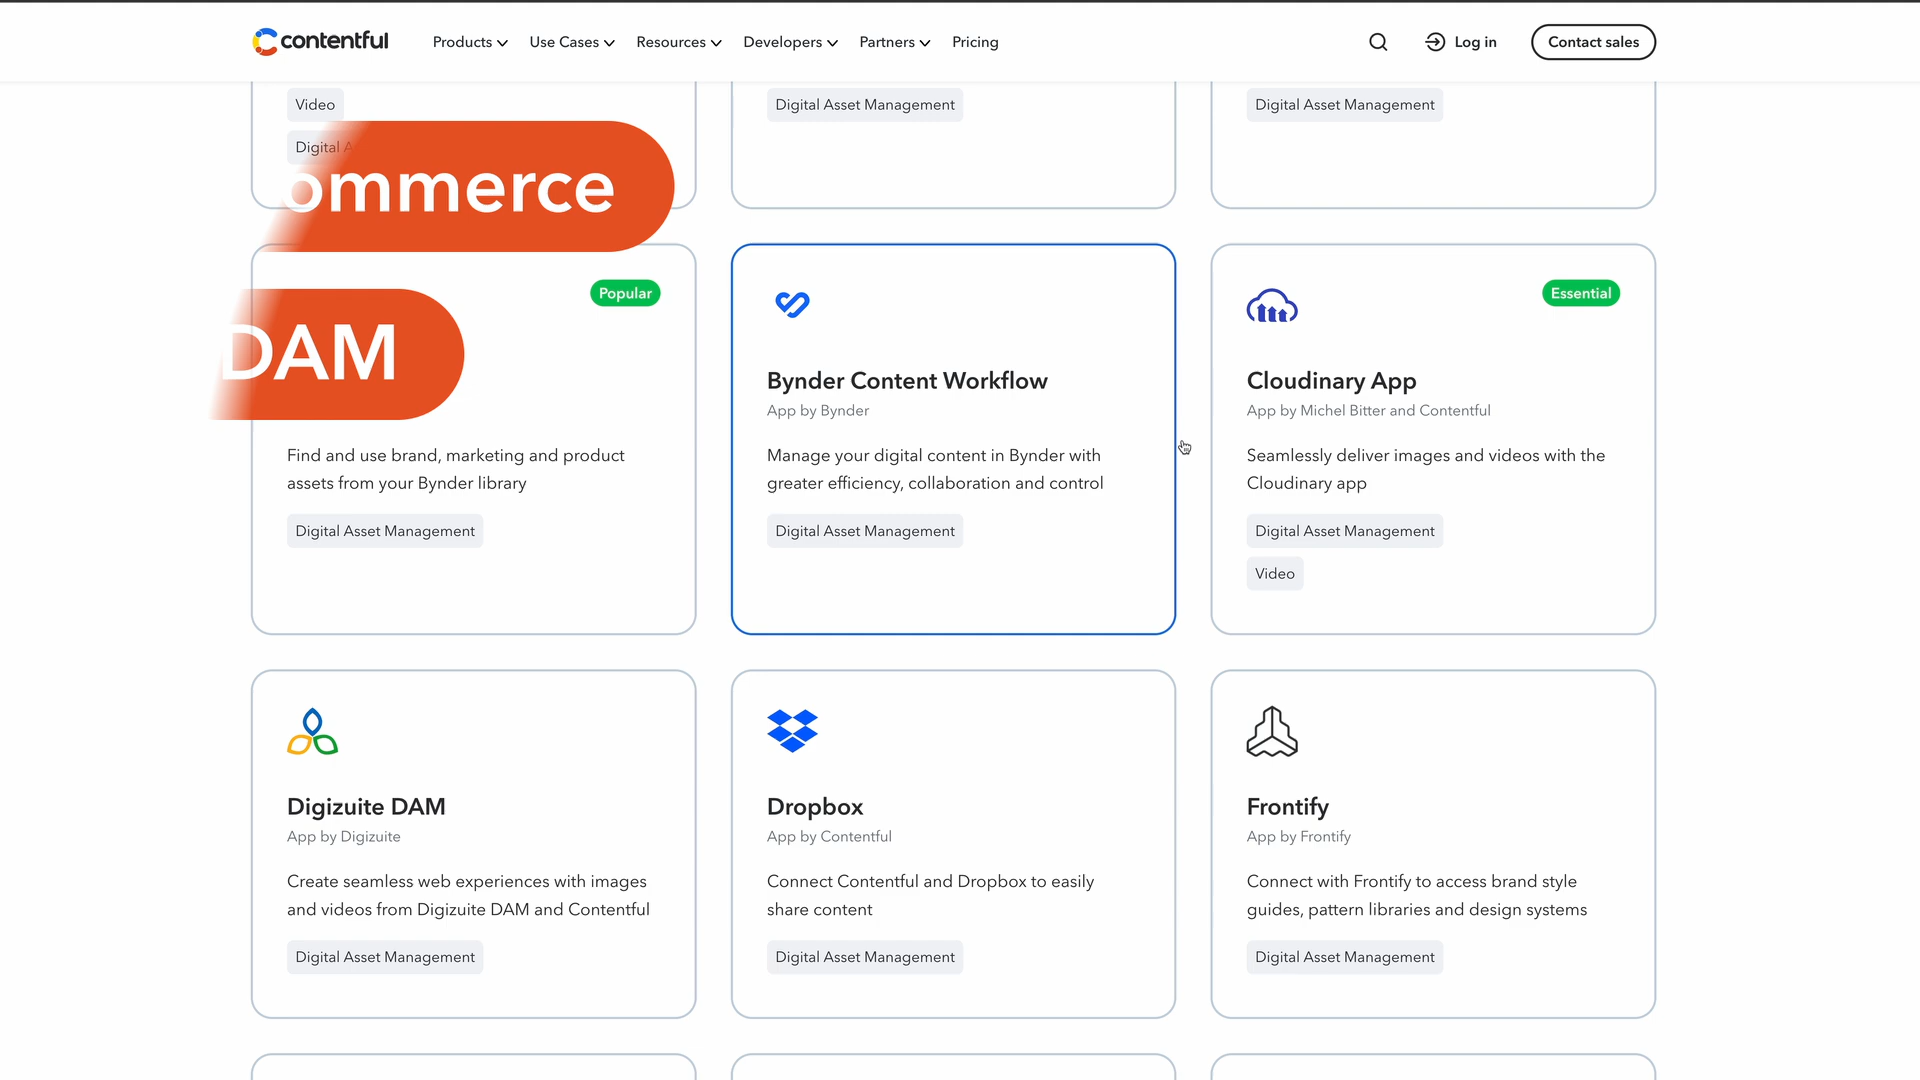 contentful
Products
Use Cases
Resources
Developers
Partners
Pricing
Log in
Contact sales
Video
Digital A
Digital Asset Management
Digital Asset Management
ommerce
DAM
Popular
Find and use brand, marketing and product
assets from your Bynder library
Digital Asset Management
Bynder Content Workflow
App by Bynder
Manage your digital content in Bynder with
greater efficiency, collaboration and control
Digital Asset Management
Essential
Cloudinary App
App by Michel Bitter and Contentful
Seamlessly deliver images and videos with the
Cloudinary app
Digital Asset Management
Video
Digizuite DAM
App by Digizuite
Create seamless web experiences with images
and videos from Digizuite DAM and Contentful
Digital Asset Management
Dropbox
App by Contentful
Connect Contentful and Dropbox to easily
share content
Digital Asset Management
Frontify
App by Frontify
Connect with Frontify to access brand style
guides, pattern libraries and design systems
Digital Asset Management